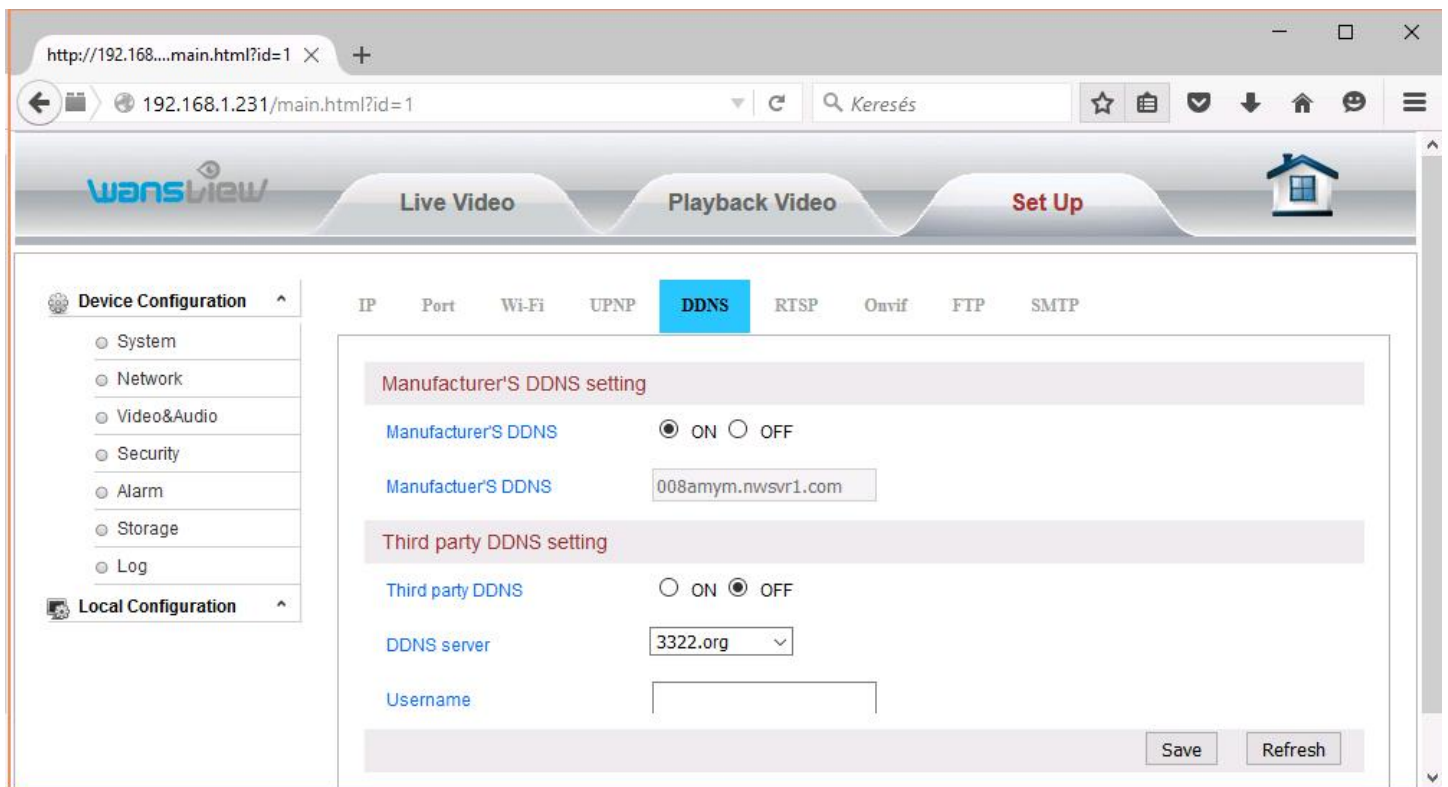 http://192.168....main.html?id=1
192.168.1.231/main.html?id=1
Keresés
wansview
Live Video
Playback Video
Set Up
Device Configuration
System
Network
Video&Audio
Security
Alarm
Storage
Log
Local Configuration
IP Port Wi-Fi UPNP DDNS RTSP Onvif FTP SMTP
Manufacturer'S DDNS setting
Manufacturer'S DDNS ON OFF
Manufactuer'S DDNS 008amym.nwsvr1.com
Third party DDNS setting
Third party DDNS ON OFF
DDNS server 3322.org
Username
Save Refresh